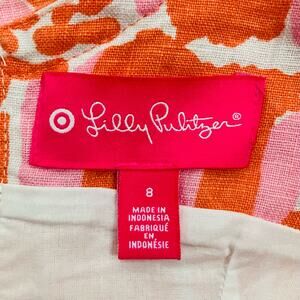 Lilly Pulitzer®
8
MADE IN
INDONESIA
FABRIQUÉ
EN
INDONÉSIE